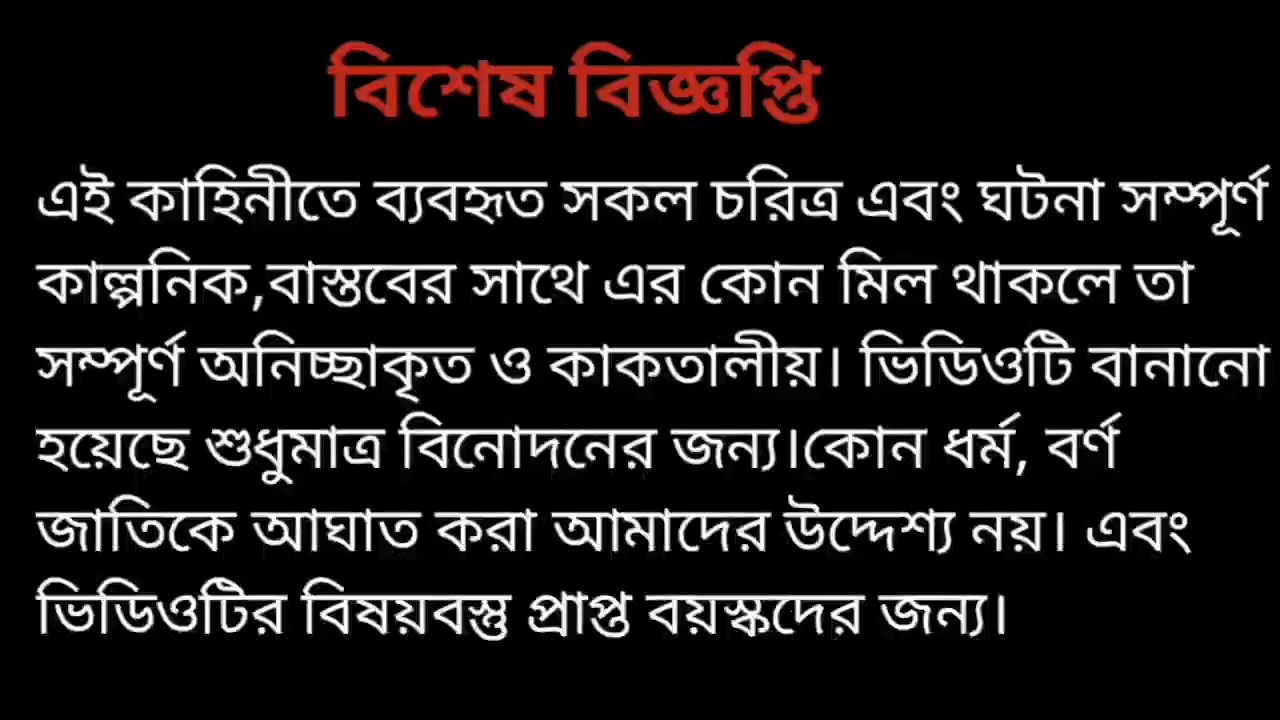 বিশেষ বিজ্ঞপ্তি
এই কাহিনীতে ব্যবহৃত সকল চরিত্র এবং ঘটনা সম্পূর্ণ
কাল্পনিক,বাস্তবের সাথে এর কোন মিল থাকলে তা
সম্পূর্ণ অনিচ্ছাকৃত ও কাকতালীয়। ভিডিওটি বানানো
হয়েছে শুধুমাত্র বিনোদনের জন্য।কোন ধর্ম, বর্ণ
জাতিকে আঘাত করা আমাদের উদ্দেশ্য নয়। এবং
ভিডিওটির বিষয়বস্তু প্রাপ্ত বয়স্কদের জন্য।